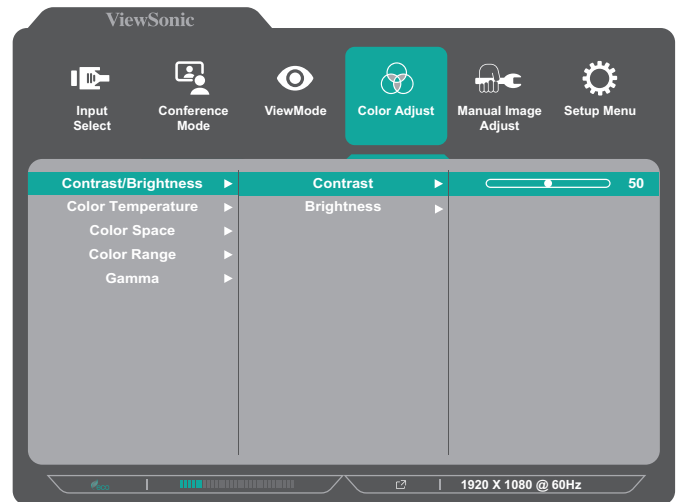 ViewSonic
Input
Select
Conference
Mode
ViewMode
Color Adjust
Manual Image
Adjust
Setup Menu
Contrast/Brightness
Contrast
50
Color Temperature
Brightness
Color Space
Color Range
Gamma
eco
1920 X 1080 @ 60Hz